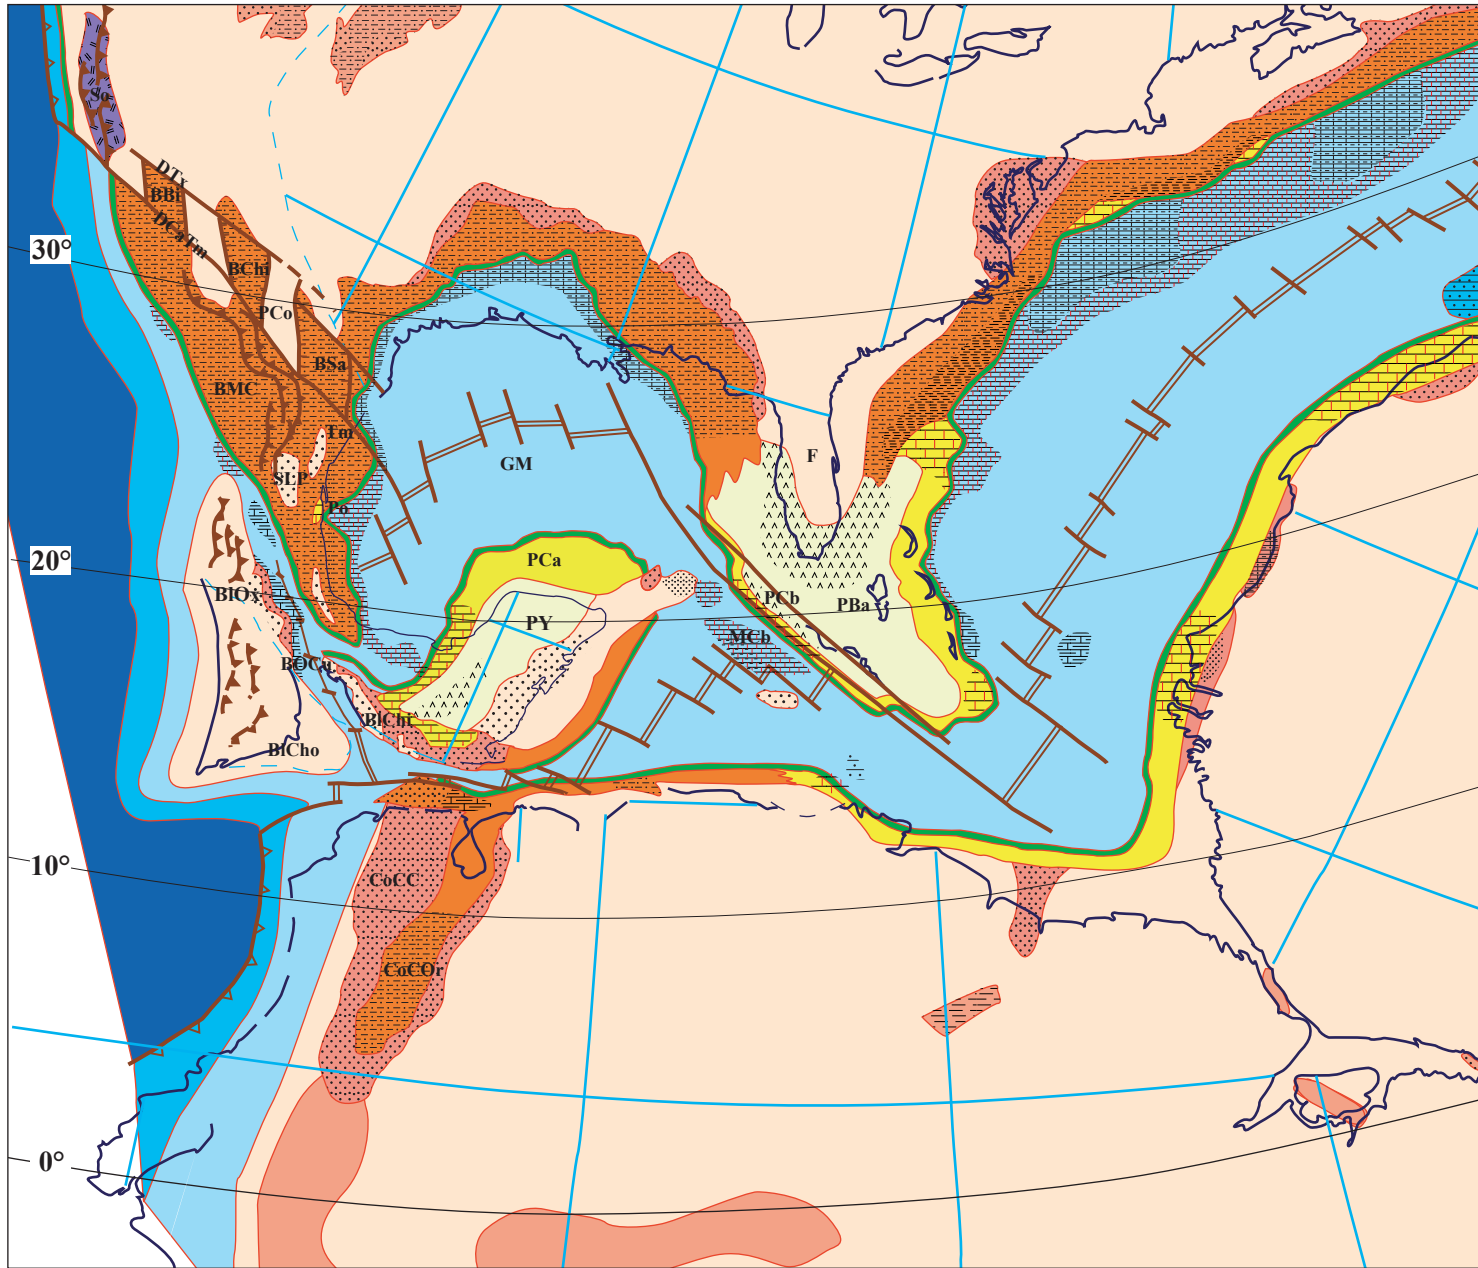 So
DTx
BBi
DCaTm
30°
BChi
PCo
BSa
BMC
Tm
F
GM
SLP
Po
20°
PCa
BlOx
PCb
PBa
PY
MCb
BOCu
BlChi
BlCho
10°
CoCC
CoCOr
0°